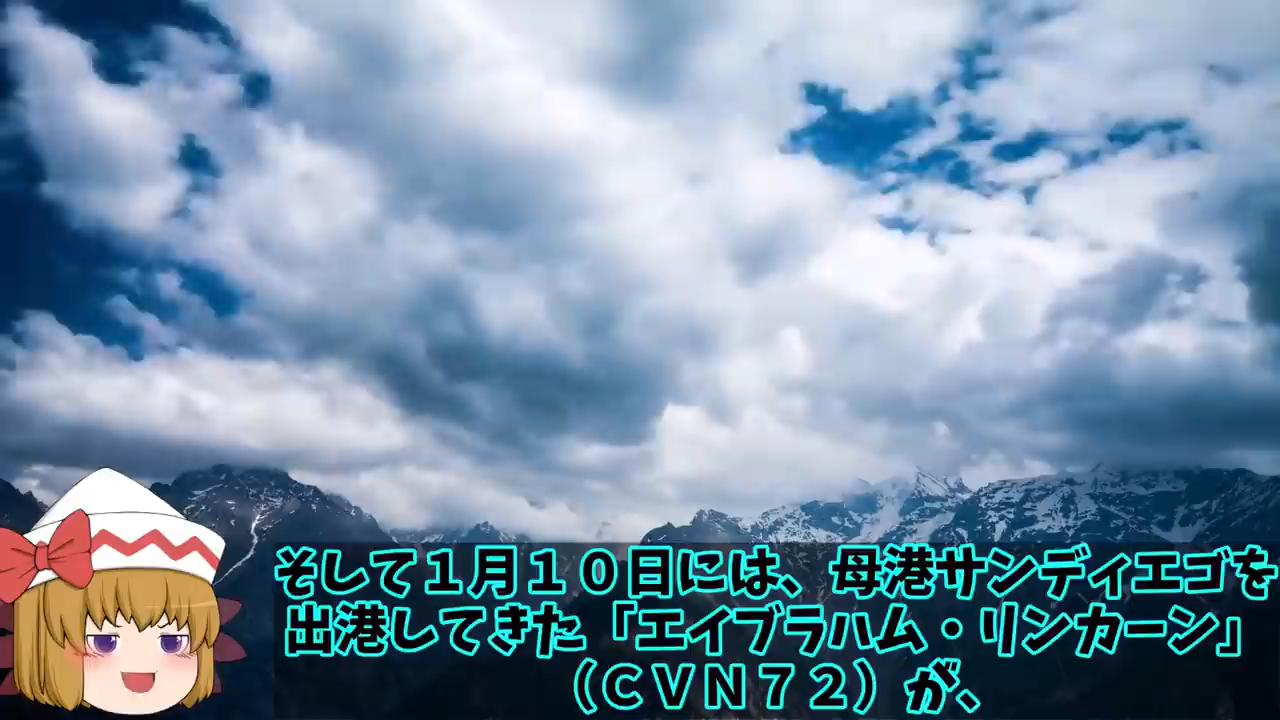 そして１月１０日には、母港サンディエゴを
出港してきた「エイブラハム・リンカーン」
（ＣＶＮ７２）が、